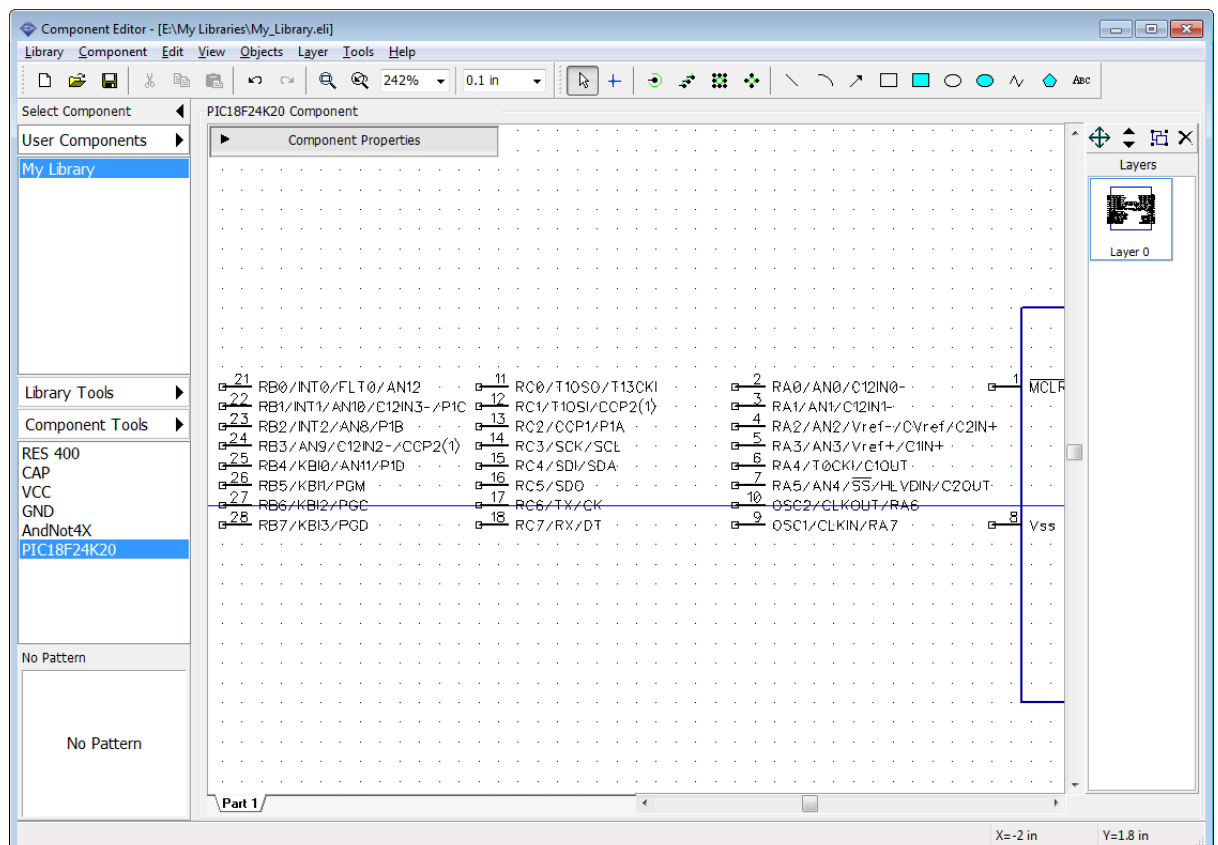 Component Editor - [E:\My Libraries\My_Library.eli]
Library Component Edit View Objects Layer Tools Help
242% 0.1 in ABC
Select Component
PIC18F24K20 Component
User Components
Component Properties
My Library
Layers
Layer 0
21 RB0/INT0/FLT0/AN12 11 RC0/T1OSO/T13CKI 2 RA0/AN0/C12IN0- 1 MCLR
22 RB1/INT1/AN10/C12IN3-/P1C 12 RC1/T1OSI/CCP2(1) 3 RA1/AN1/C12IN1-
23 RB2/INT2/AN8/P1B 13 RC2/CCP1/P1A 4 RA2/AN2/Vref-/CVref/C2IN+
24 RB3/AN9/C12IN2-/CCP2(1) 14 RC3/SCK/SCL 5 RA3/AN3/Vref+/C1IN+
25 RB4/KBI0/AN11/P1D 15 RC4/SDI/SDA 6 RA4/T0CKI/C1OUT
26 RB5/KBI1/PGM 16 RC5/SDO 7 RA5/AN4/SS/HLVDIN/C2OUT
27 RB6/KBI2/PGC 17 RC6/TX/CK 10 OSC2/CLKOUT/RA6
28 RB7/KBI3/PGD 18 RC7/RX/DT 9 OSC1/CLKIN/RA7 8 Vss
Library Tools
Component Tools
RES 400
CAP
VCC
GND
AndNot4X
PIC18F24K20
No Pattern
No Pattern
Part 1
X=-2 in Y=1.8 in